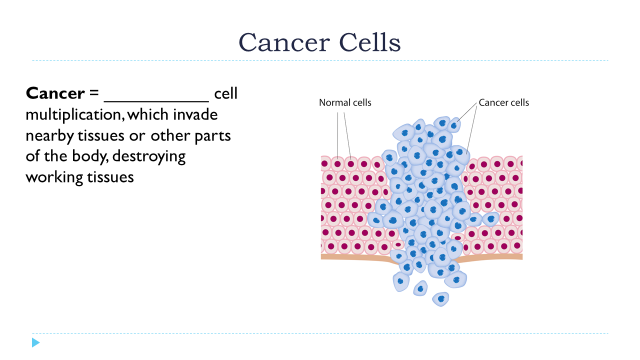 Cancer Cells
Cancer = ____________ cell
multiplication, which invade
nearby tissues or other parts
of the body, destroying
working tissues
Normal cells
Cancer cells